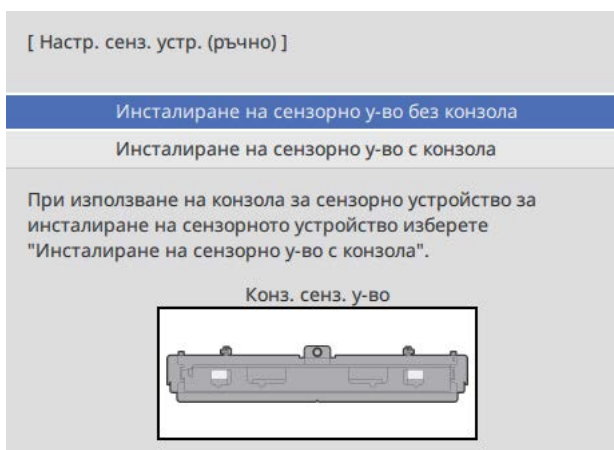 [ Настр. сенз. устр. (ръчно) ]
Инсталиране на сензорно у-во без конзола
Инсталиране на сензорно у-во с конзола
При използване на конзола за сензорно устройство за
инсталиране на сензорното устройство изберете
"Инсталиране на сензорно у-во с конзола".
Конз. сенз. у-во